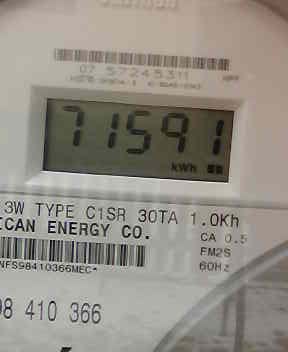 07 57245311
71591
kWh
3W TYPE C1SR 30TA 1.0Kh
ICAN ENERGY CO.
CA 0.5
FM2S
60Hz
NFS98410366MEC*
98 410 366